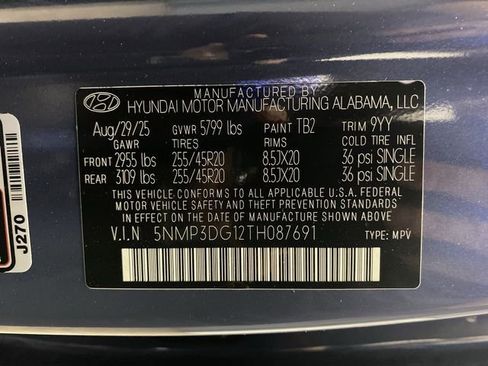 MANUFACTURED BY
HYUNDAI MOTOR MANUFACTURING ALABAMA, LLC
Aug/29/25 GVWR 5799 lbs PAINT TB2 TRIM 9YY
GAWR TIRES RIMS COLD TIRE INFL.
FRONT 2955 lbs 255/45R20 8.5JX20 36 psi SINGLE
REAR 3109 lbs 255/45R20 8.5JX20 36 psi SINGLE
THIS VEHICLE CONFORMS TO ALL APPLICABLE U.S.A. FEDERAL
MOTOR VEHICLE SAFETY AND THEFT PREVENTION STANDARDS
IN EFFECT ON THE DATE OF MANUFACTURE SHOWN ABOVE.
V.I.N 5NMP3DG12TH087691 TYPE: MPV
J270